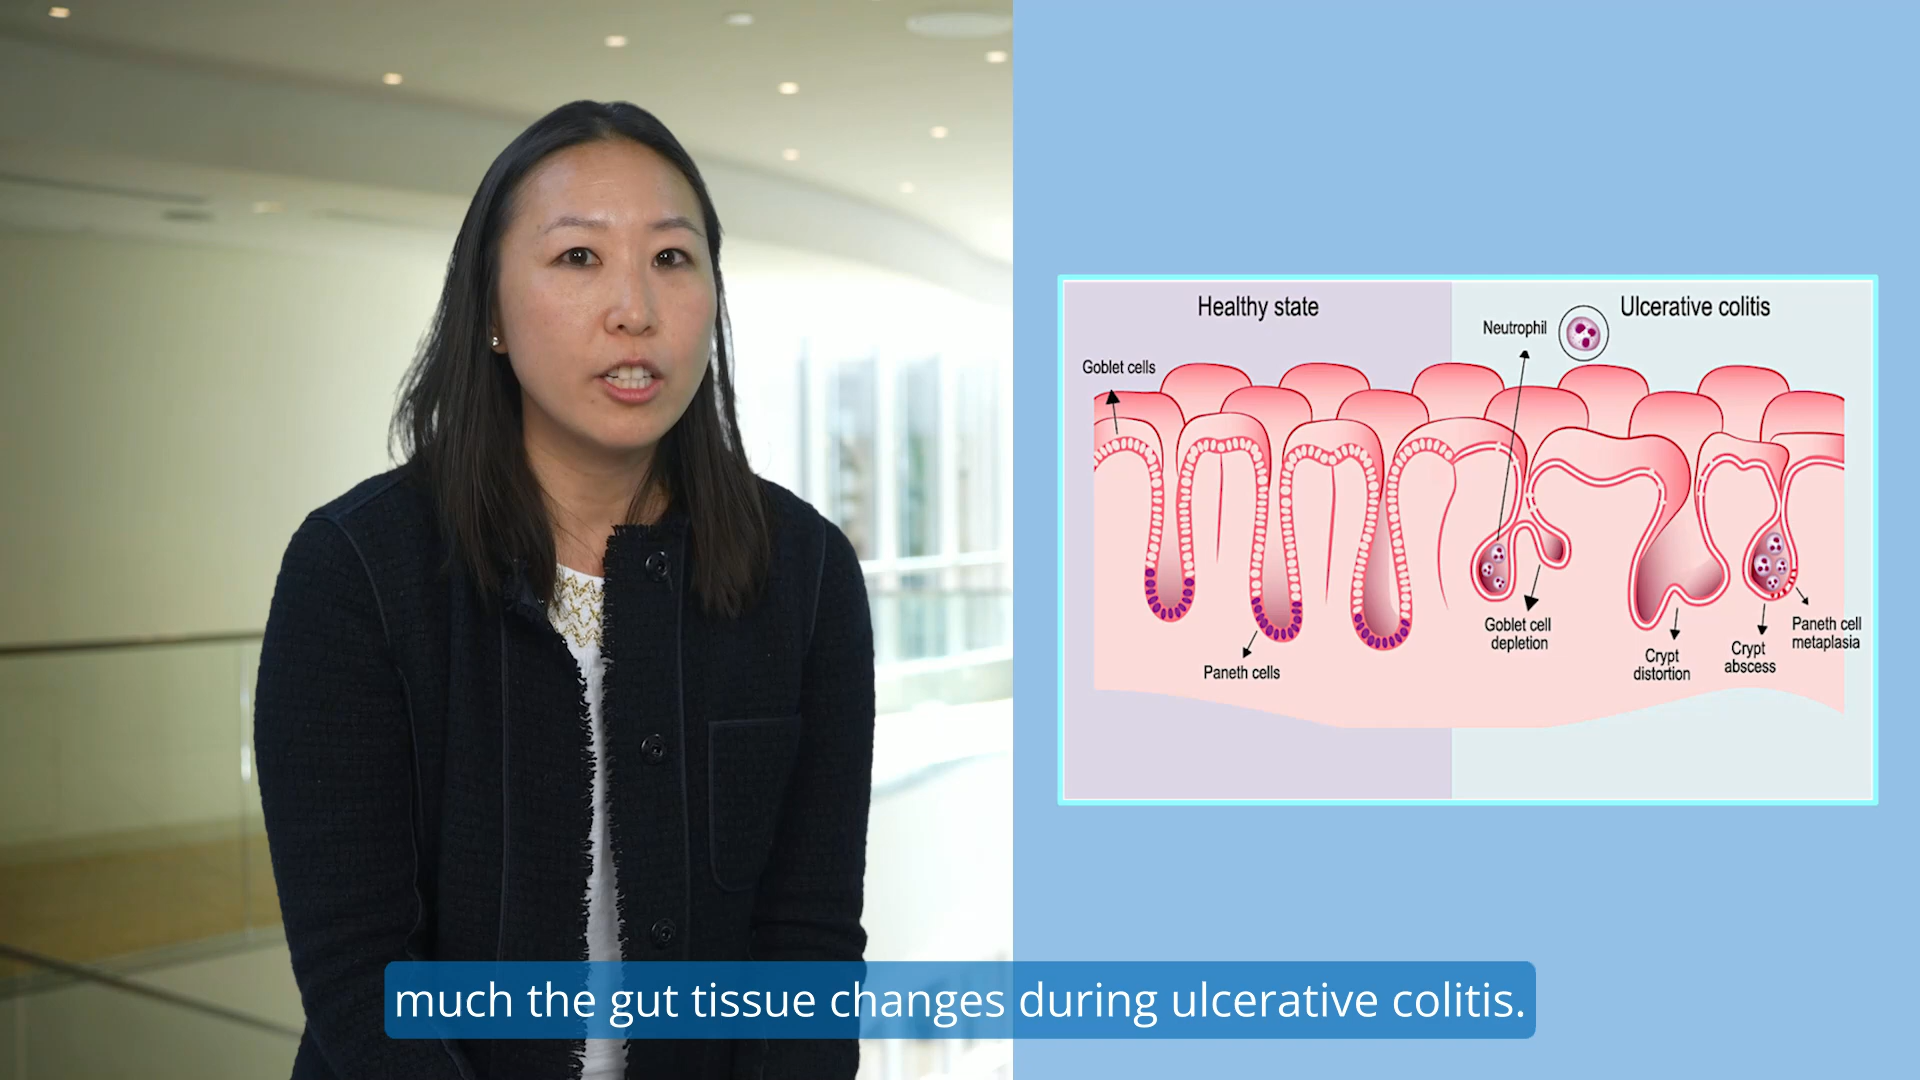 Healthy state
Ulcerative colitis
Neutrophil
Goblet cells
Goblet cell
depletion
Paneth cells
Crypt
distortion
Crypt
abscess
Paneth cell
metaplasia
much the gut tissue changes during ulcerative colitis.